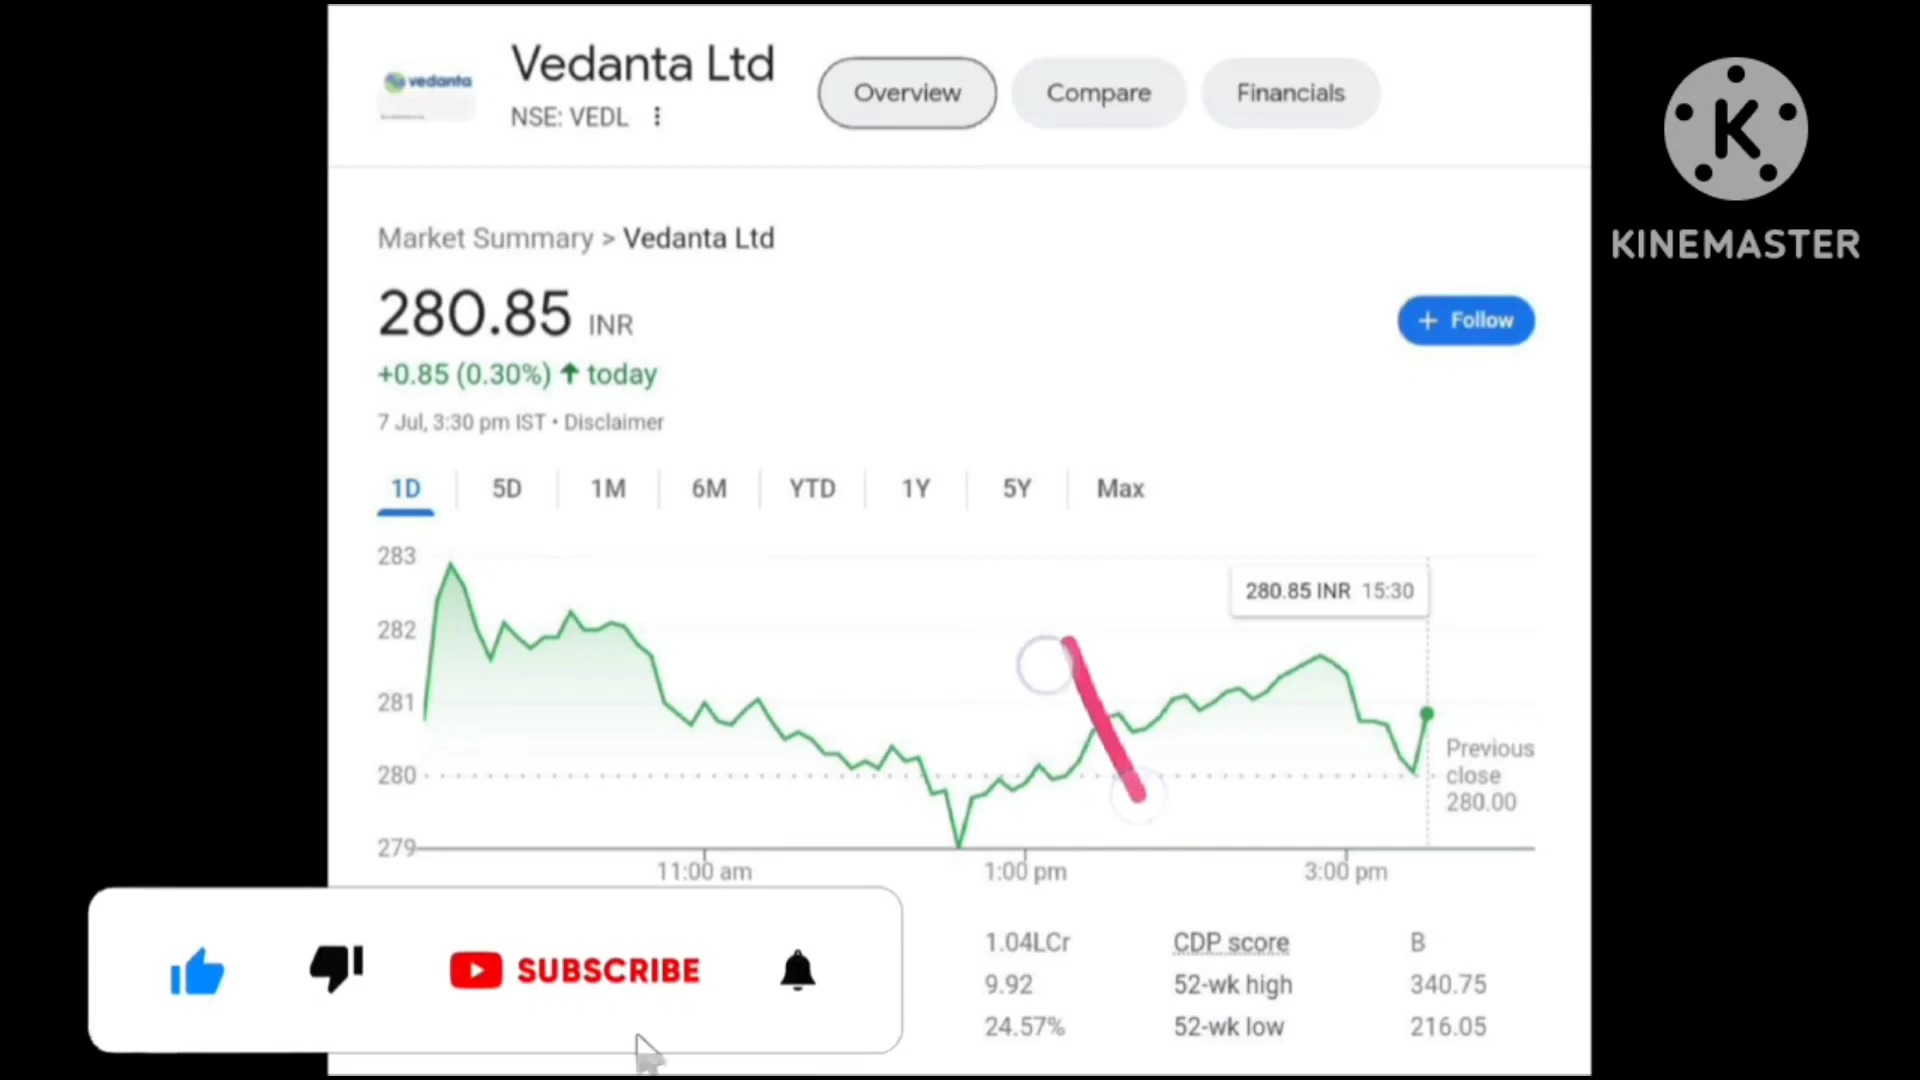 vedanta
Vedanta Ltd
NSE: VEDL
Overview
Compare
Financials
K
KINEMASTER
Market Summary > Vedanta Ltd
280.85 INR
+ Follow
+0.85 (0.30%) ↑ today
7 Jul, 3:30 pm IST • Disclaimer
1D 5D 1M 6M YTD 1Y 5Y Max
283
282
281
280
279
280.85 INR 15:30
Previous
close
280.00
11:00 am 1:00 pm 3:00 pm
1.04LCr CDP score B
9.92 52-wk high 340.75
24.57% 52-wk low 216.05
SUBSCRIBE